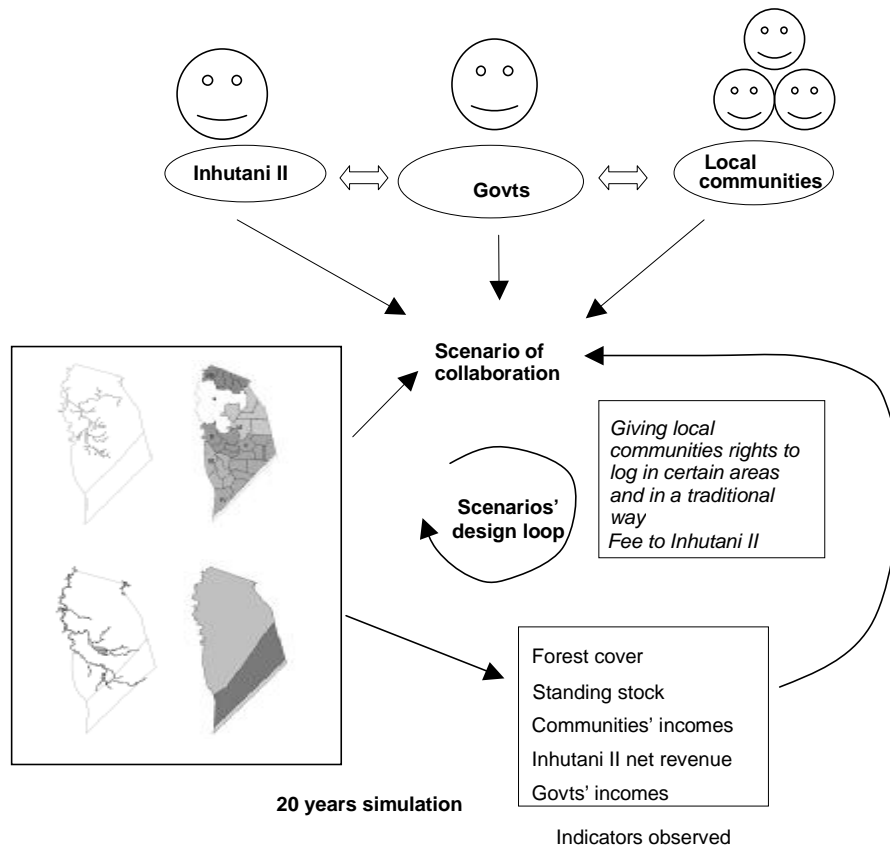 Inhutani II
Govts
Local
communities
Scenario of
collaboration
Giving local
communities rights to
log in certain areas
and in a traditional
way
Fee to Inhutani II
Scenarios'
design loop
Forest cover
Standing stock
Communities' incomes
Inhutani II net revenue
Govts' incomes
20 years simulation
Indicators observed